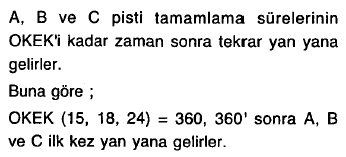 A, B ve C pisti tamamlama sürelerinin
OKEK'i kadar zaman sonra tekrar yan yana
gelirler.
Buna göre ;
OKEK (15, 18, 24) = 360, 360' sonra A, B
ve C ilk kez yan yana gelirler.